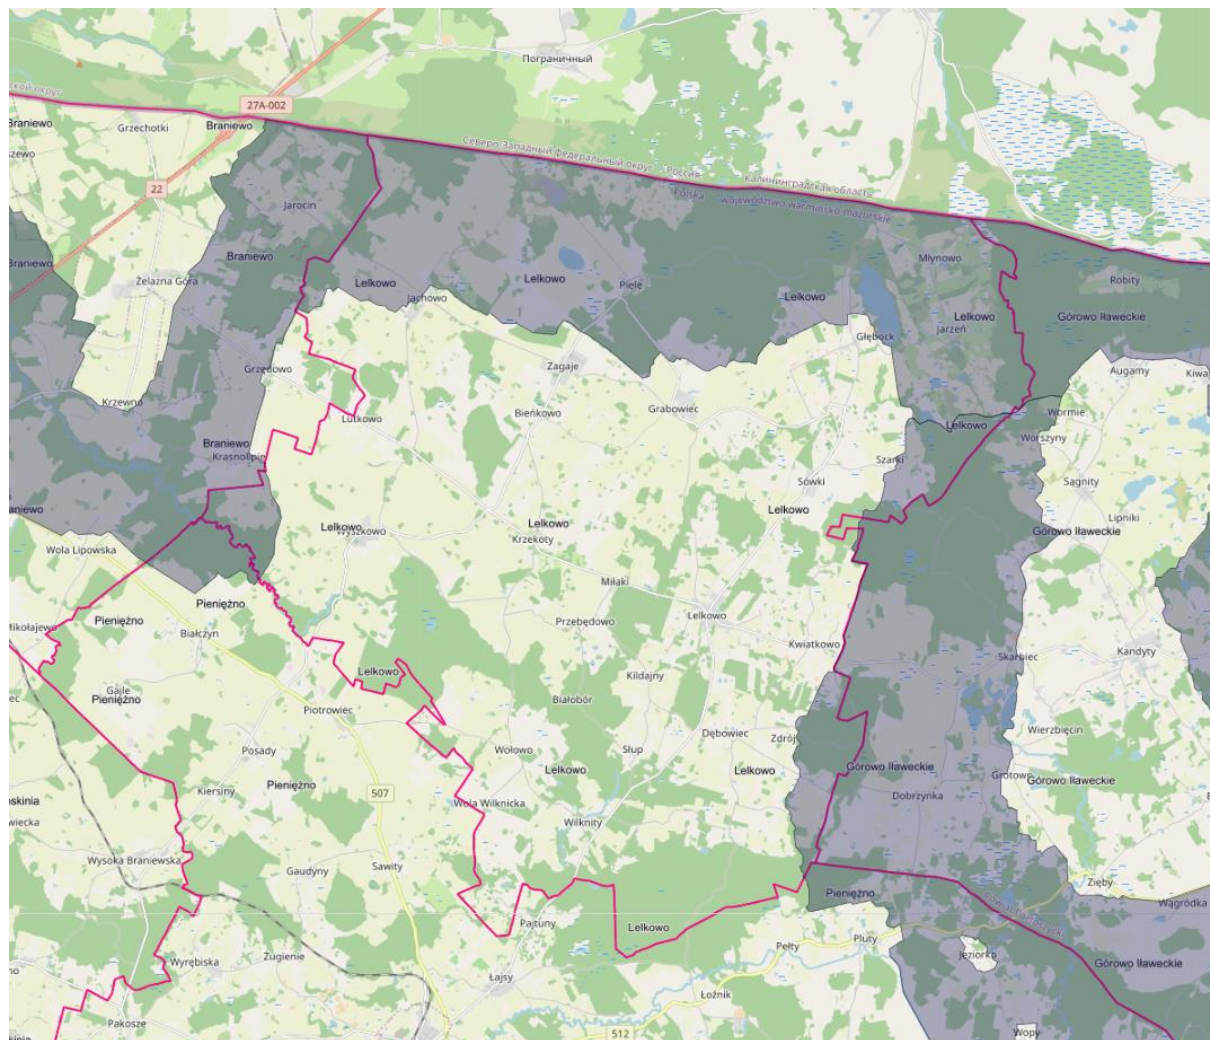 Пограничный
ской округ
27A-002
Braniewo
Grzechotki
Braniewo
Северо-Западный федеральный округ - Россия
Калининградская область
22
Polska
województwo warmińsko-mazurskie
Jarocin
Braniewo
Braniewo
Młynowo
Robity
Żelazna Góra
Lelkowo
Lelkowo
Piele
Lelkowo
Jachowo
Lelkowo
Górowo Iławeckie
Jarzeń
Głębock
Grzędowo
Zagaje
Augamy
Krzewno
Lutkowo
Bieńkowo
Grabowiec
Wormie
Lelkowo
Worszyny
Braniewo
Krasnolipie
Szarki
Sówki
Sągnity
Lelkowo
Lipniki
Lelkowo
Wyszkowo
Lelkowo
Krzekoty
Górowo Iławeckie
Wola Lipowska
Miłaki
Pieniężno
Pieniężno
Mikołajewo
Białczyn
Przebędowo
Lelkowo
Kwiatkowo
Kandyty
Skarbiec
Lelkowo
Kildajny
Gajle
Pieniężno
Piotrowiec
Białobór
Wierzbięcin
Dębowiec
Zdrój
Posady
Wołowo
Słup
Pieniężno
Lelkowo
Lelkowo
Górowo Iławeckie
Grotowo
Górowo Iławeckie
Kiersiny
507
Dobrzynka
Wola Wilknicka
Wilknity
Wysoka Braniewska
Gaudyny
Sawity
Pieniężno
Zięby
Wągródka
Pajtuny
Lelkowo
Pełty
Pluty
Jeziorko
Wyrębiska
Żugienie
Łajsy
Górowo Iławeckie
Łoźnik
Pakosze
512
Wopy